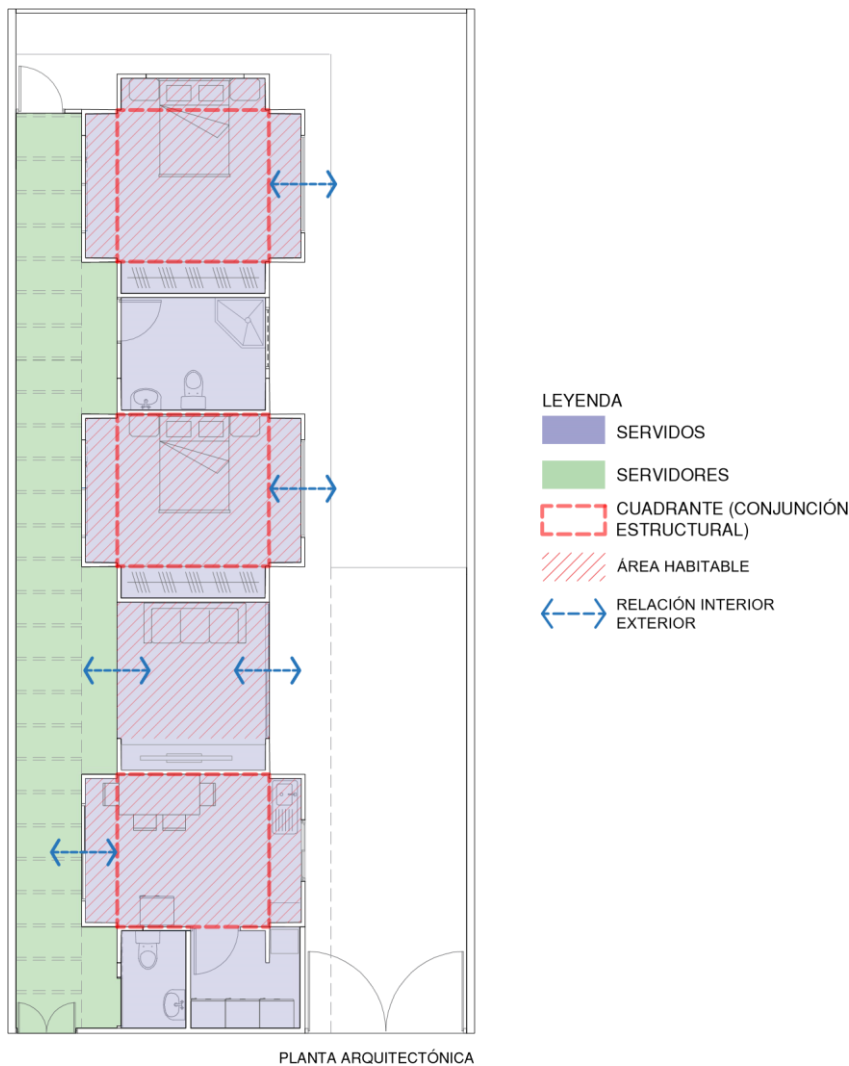 LEYENDA
SERVIDOS
SERVIDORES
CUADRANTE (CONJUNCIÓN
ESTRUCTURAL)
ÁREA HABITABLE
RELACIÓN INTERIOR
EXTERIOR
PLANTA ARQUITECTÓNICA